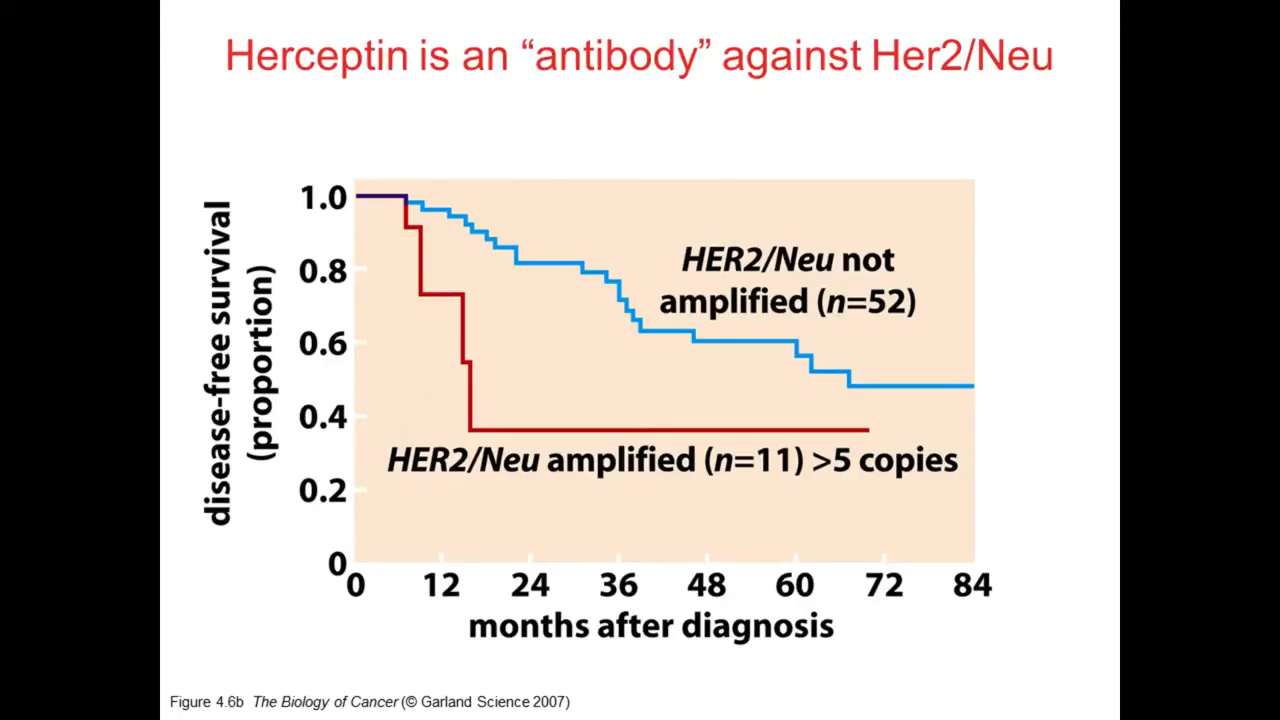 Herceptin is an “antibody” against Her2/Neu
disease-free survival
(proportion)
1.0
0.8
0.6
0.4
0.2
0
HER2/Neu not
amplified (n=52)
HER2/Neu amplified (n=11) >5 copies
0 12 24 36 48 60 72 84
months after diagnosis
Figure 4.6b The Biology of Cancer (© Garland Science 2007)